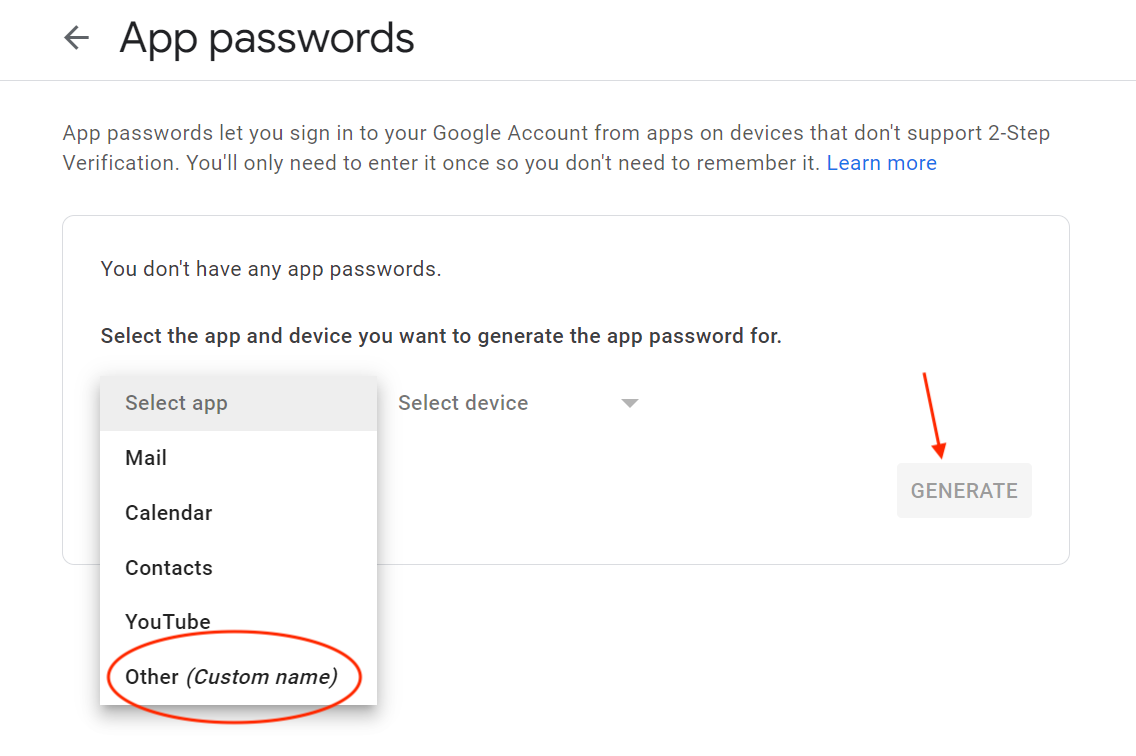 App passwords
App passwords let you sign in to your Google Account from apps on devices that don't support 2-Step
Verification. You'll only need to enter it once so you don't need to remember it. Learn more
You don't have any app passwords.
Select the app and device you want to generate the app password for.
Select app
Select device
Mail
Calendar
Contacts
YouTube
Other (Custom name)
GENERATE